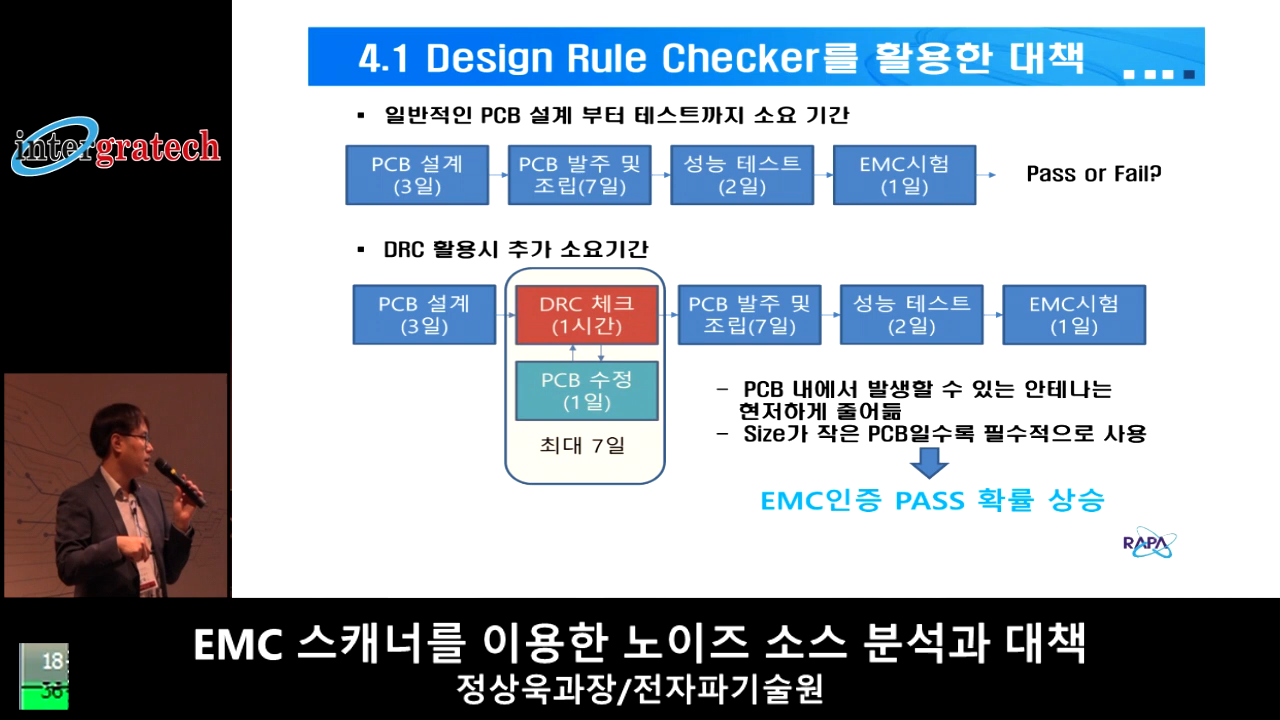 4.1 Design Rule Checker를 활용한 대책
intergratech
▪ 일반적인 PCB 설계 부터 테스트까지 소요 기간
PCB 설계
(3일)
PCB 발주 및
조립(7일)
성능 테스트
(2일)
EMC시험
(1일)
Pass or Fail?
▪ DRC 활용시 추가 소요기간
PCB 설계
(3일)
DRC 체크
(1시간)
PCB 수정
(1일)
최대 7일
PCB 발주 및
조립(7일)
성능 테스트
(2일)
EMC시험
(1일)
– PCB 내에서 발생할 수 있는 안테나는
현저하게 줄어듦
– Size가 작은 PCB일수록 필수적으로 사용
EMC인증 PASS 확률 상승
RAPA
EMC 스캐너를 이용한 노이즈 소스 분석과 대책
정상욱과장/전자파기술원
18:
36